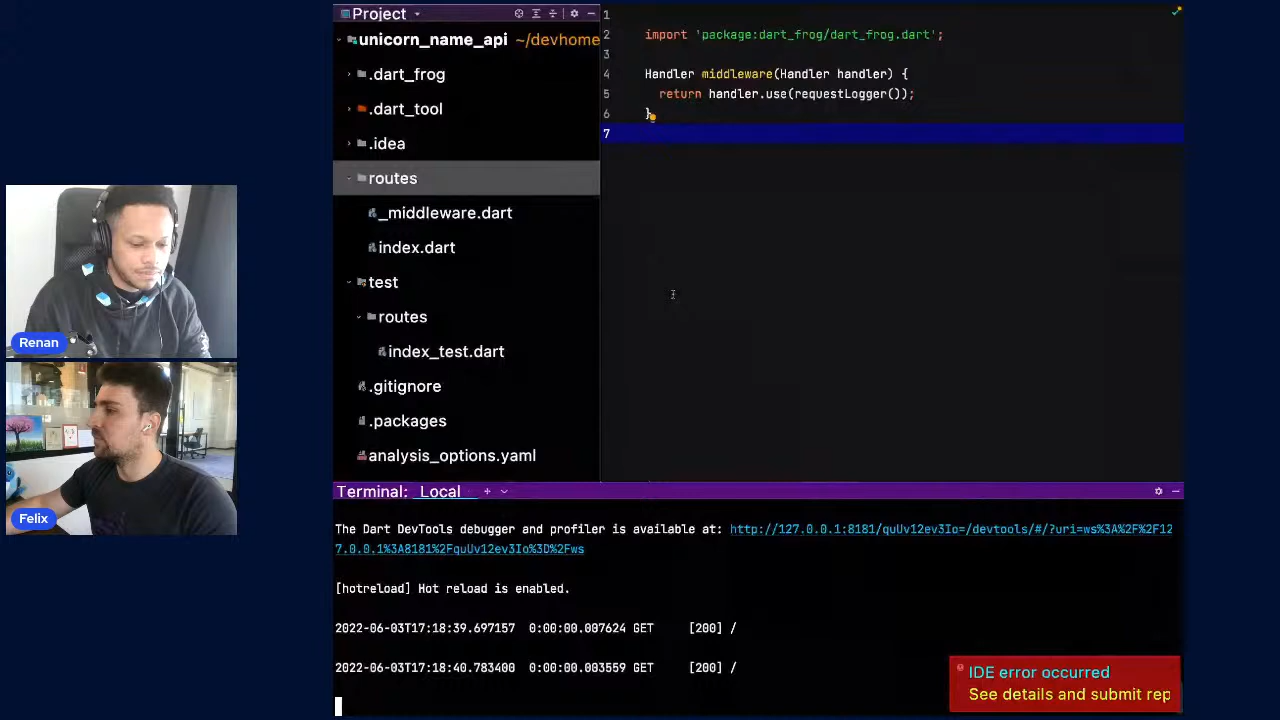 Project
unicorn_name_api ~/devhome
.dart_frog
.dart_tool
.idea
routes
_middleware.dart
index.dart
test
routes
index_test.dart
.gitignore
.packages
analysis_options.yaml
1
2 import 'package:dart_frog/dart_frog.dart';
3
4 Handler middleware(Handler handler) {
5 return handler.use(requestLogger());
6 }
7
Renan
Felix
Terminal: Local +
The Dart DevTools debugger and profiler is available at: http://127.0.0.1:8181/quUv12ev3Io=/devtools/#/?uri=ws%3A%2F%2F12
7.0.0.1%3A8181%2FquUv12ev3Io%3D%2Fws
[hotreload] Hot reload is enabled.
2022-06-03T17:18:39.697157 0:00:00.007624 GET [200] /
2022-06-03T17:18:40.783400 0:00:00.003559 GET [200] /
IDE error occurred
See details and submit rep